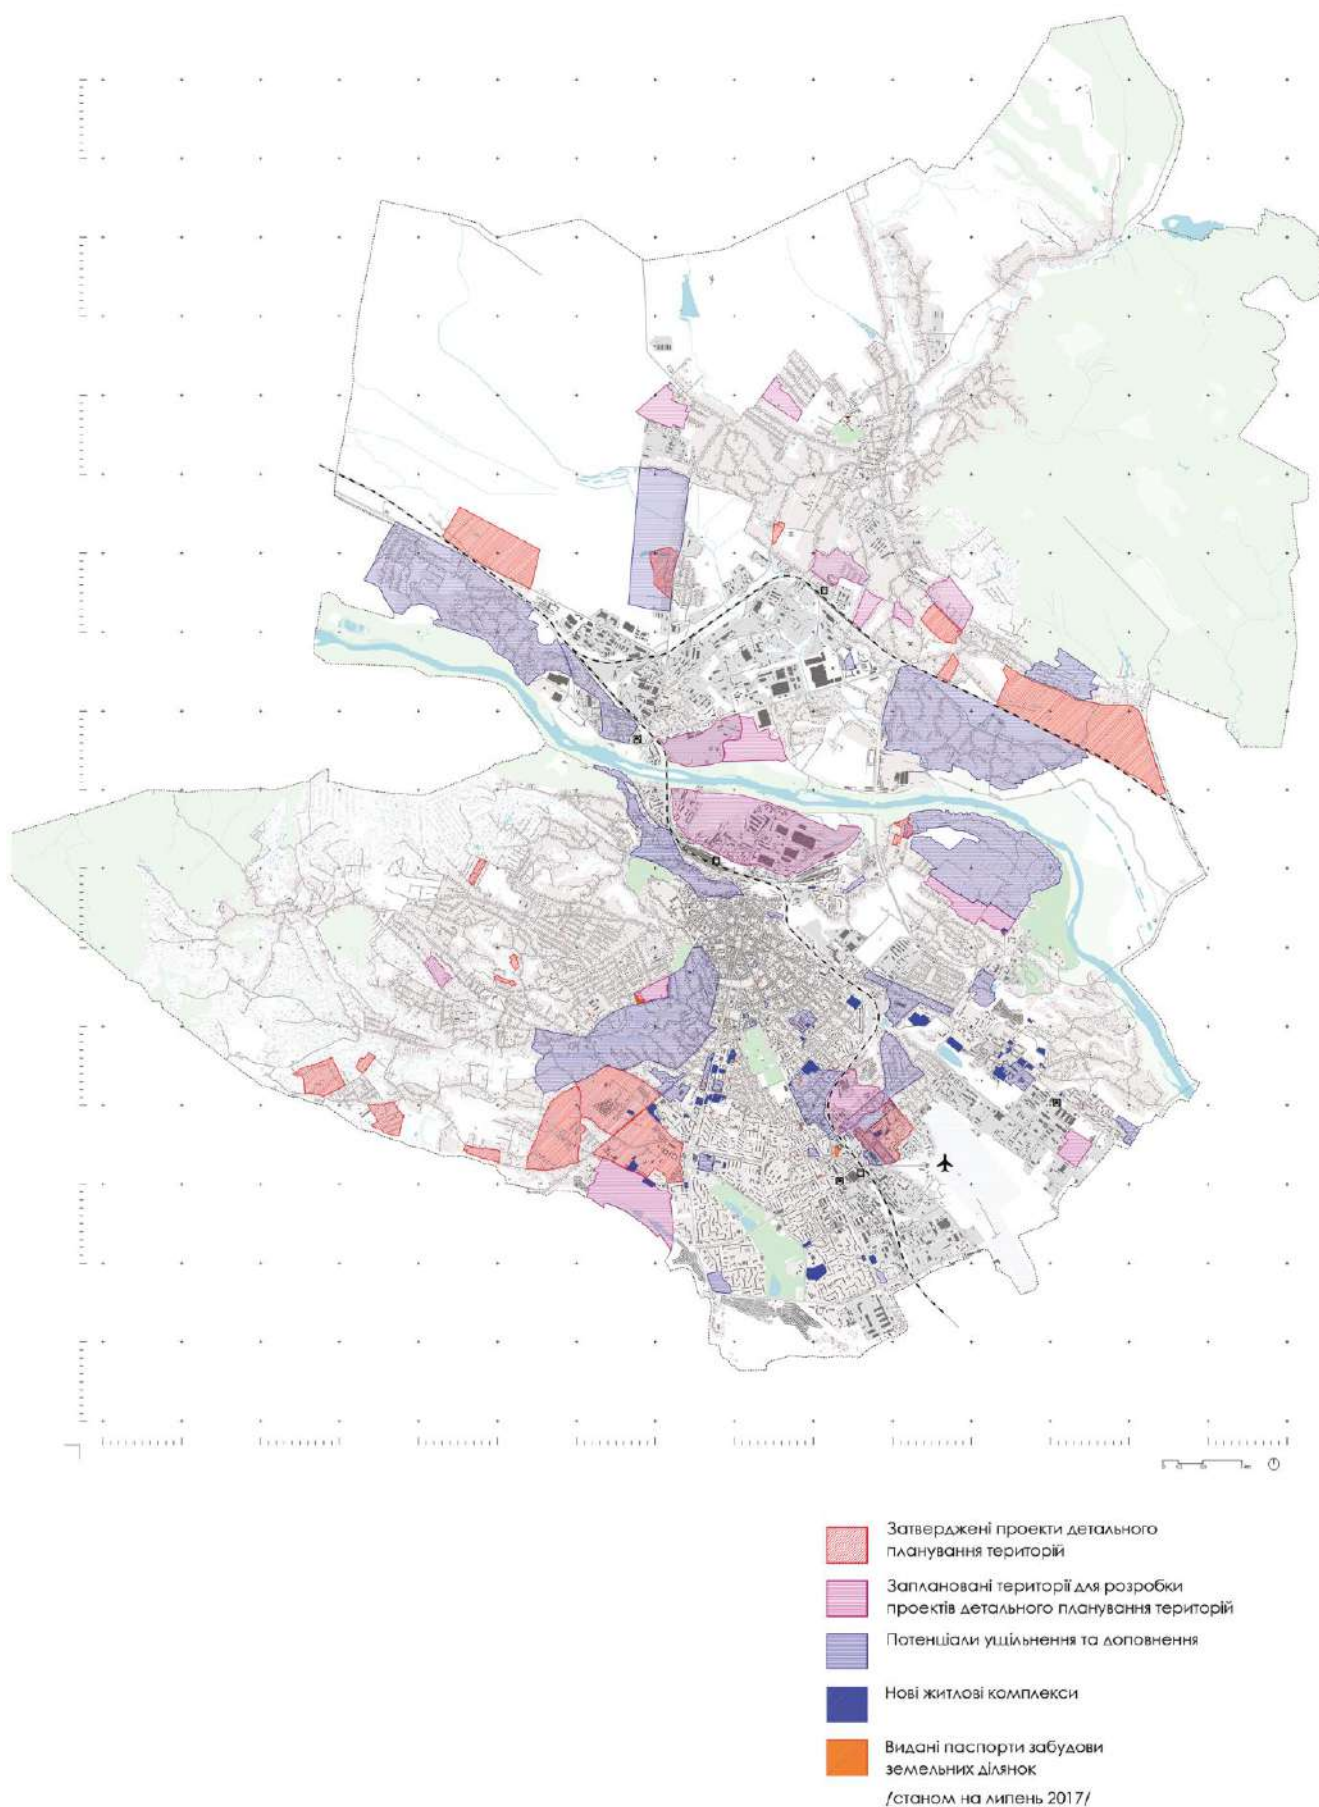 Затверджені проекти детального
планування територій
Заплановані території для розробки
проектів детального планування територій
Потенціали ущільнення та доповнення
Нові житлові комплекси
Видані паспорти забудови
земельних ділянок
/станом на липень 2017/